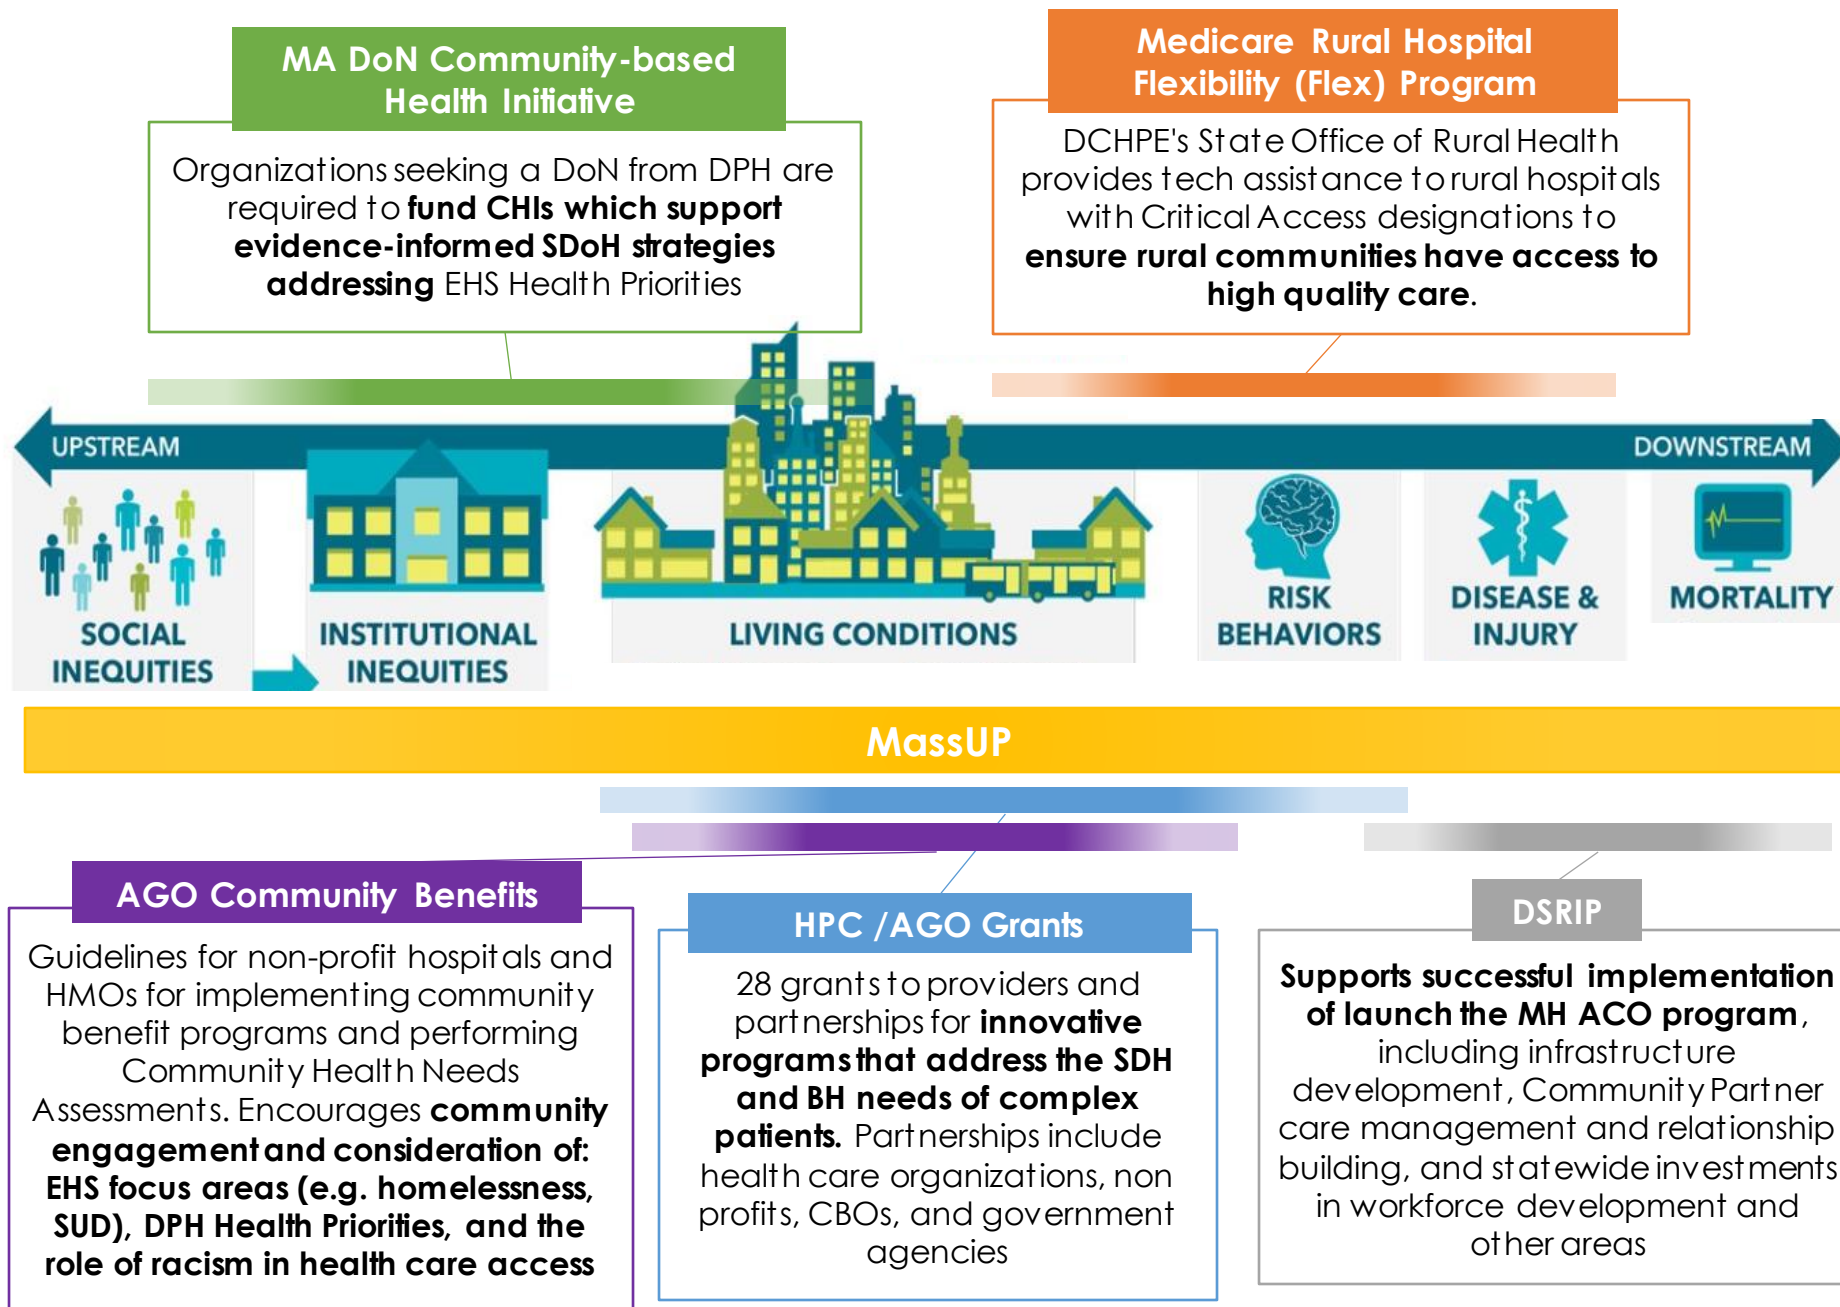 MA DoN Community-based
Health Initiative
Organizations seeking a DoN from DPH are
required to fund CHIs which support
evidence-informed SDoH strategies
addressing EHS Health Priorities
Medicare Rural Hospital
Flexibility (Flex) Program
DCHPE's State Office of Rural Health
provides tech assistance to rural hospitals
with Critical Access designations to
ensure rural communities have access to
high quality care.
UPSTREAM
DOWNSTREAM
SOCIAL
INEQUITIES
INSTITUTIONAL
INEQUITIES
LIVING CONDITIONS
RISK
BEHAVIORS
DISEASE &
INJURY
MORTALITY
MassUP
AGO Community Benefits
Guidelines for non-profit hospitals and
HMOs for implementing community
benefit programs and performing
Community Health Needs
Assessments. Encourages community
engagement and consideration of:
EHS focus areas (e.g. homelessness,
SUD), DPH Health Priorities, and the
role of racism in health care access
HPC /AGO Grants
28 grants to providers and
partnerships for innovative
programs that address the SDH
and BH needs of complex
patients. Partnerships include
health care organizations, non
profits, CBOs, and government
agencies
DSRIP
Supports successful implementation
of launch the MH ACO program,
including infrastructure
development, Community Partner
care management and relationship
building, and statewide investments
in workforce development and
other areas